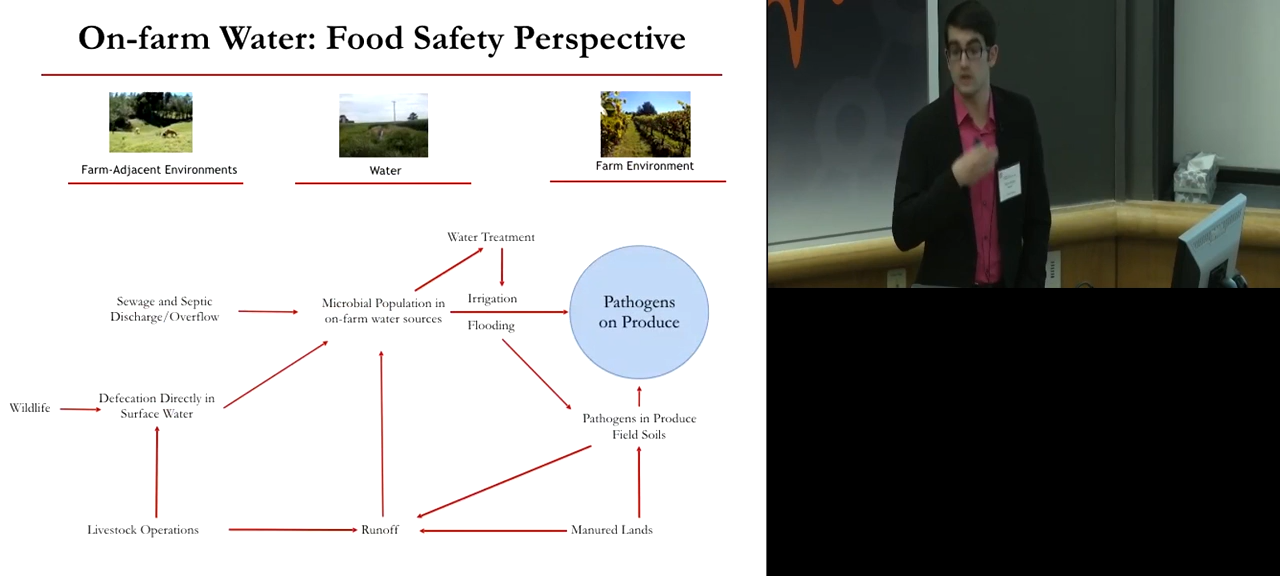 On-farm Water: Food Safety Perspective
Farm-Adjacent Environments
Water
Farm Environment
Water Treatment
Sewage and Septic
Discharge/Overflow
Microbial Population in
on-farm water sources
Irrigation
Flooding
Pathogens
on Produce
Wildlife
Defecation Directly in
Surface Water
Pathogens in Produce
Field Soils
Livestock Operations
Runoff
Manured Lands